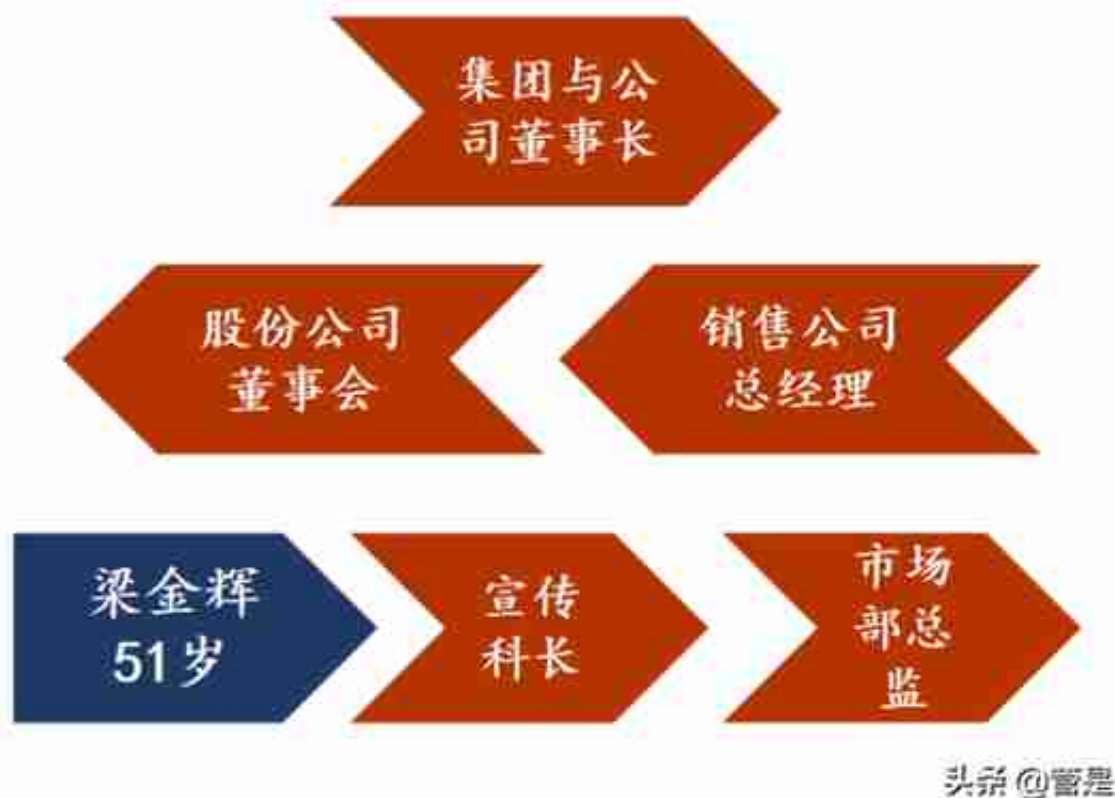 集团与公
司董事长
股份公司
董事会
销售公司
总经理
梁金辉
51岁
宣传
科长
市场
部总
监
头条 @管是